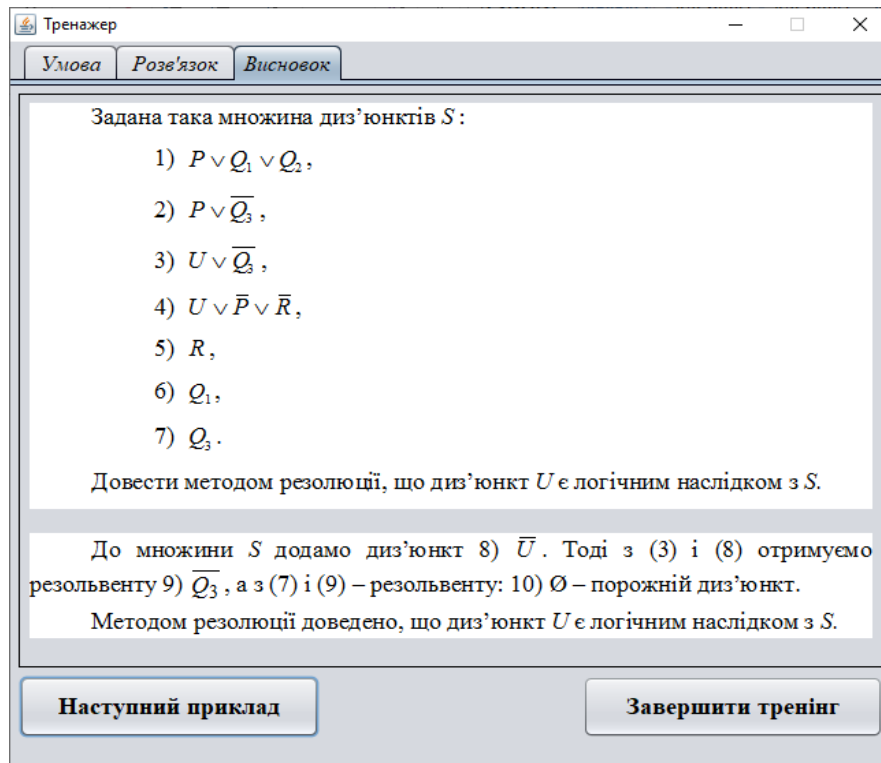 Тренажер
Умова Розв'язок Висновок
Задана така множина диз’юнктів S :
1) P ∨ Q₁ ∨ Q₂ ,
2) P ∨ Q̅₃ ,
3) U ∨ Q̅₃ ,
4) U ∨ P̅ ∨ R̅ ,
5) R ,
6) Q₁ ,
7) Q₃ .
Довести методом резолюції, що диз’юнкт U є логічним наслідком з S.
До множини S додамо диз’юнкт 8) U̅ . Тоді з (3) і (8) отримуємо
резольвенту 9) Q̅₃ , а з (7) і (9) – резольвенту: 10) Ø – порожній диз’юнкт.
Методом резолюції доведено, що диз’юнкт U є логічним наслідком з S.
Наступний приклад Завершити тренінг